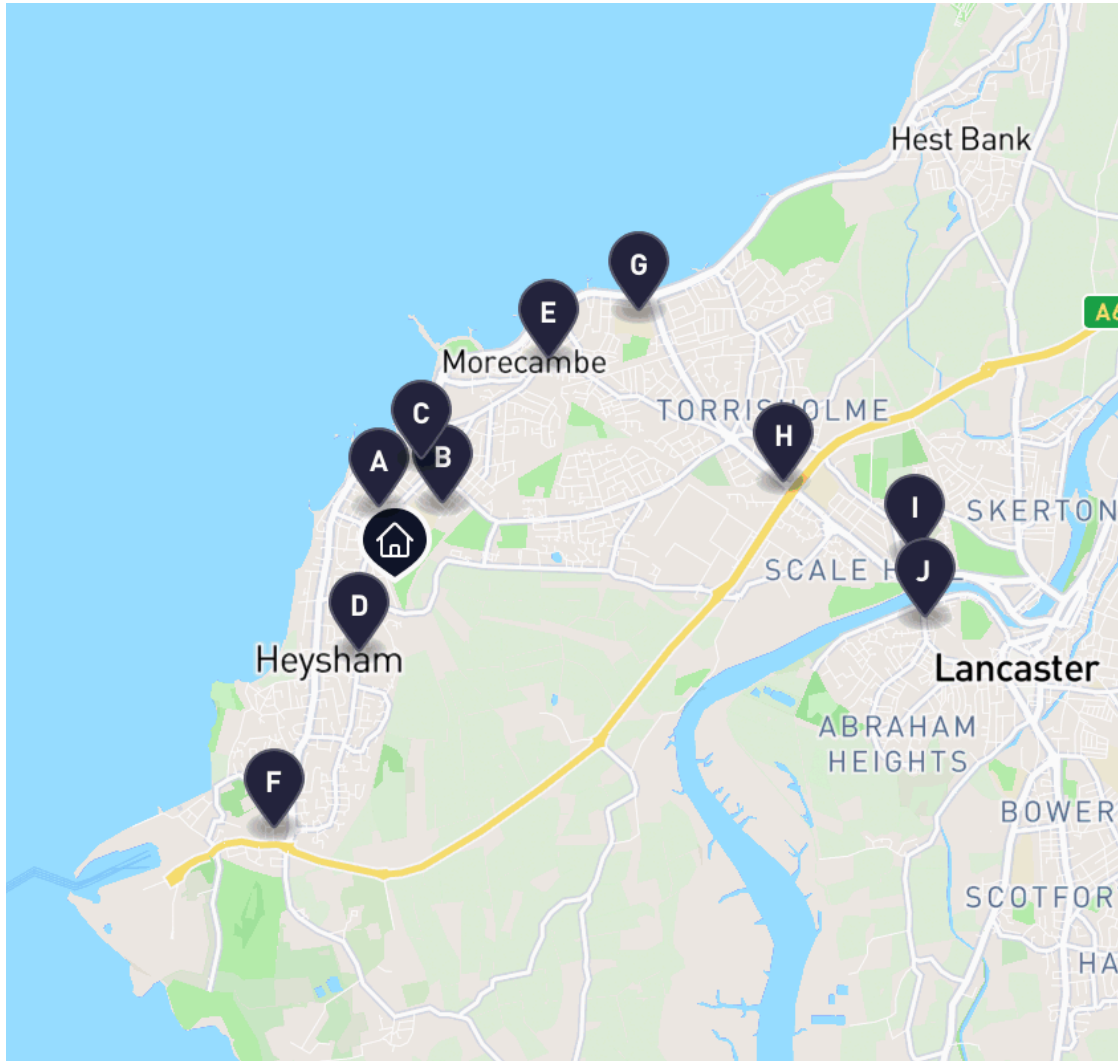 Hest Bank
G
A6
E
Morecambe
C
TORRISHOLME
H
A
B
I
SKERTON
J
SCALE H
D
Heysham
Lancaster
ABRAHAM
HEIGHTS
F
BOWER
SCOTFOR
HA